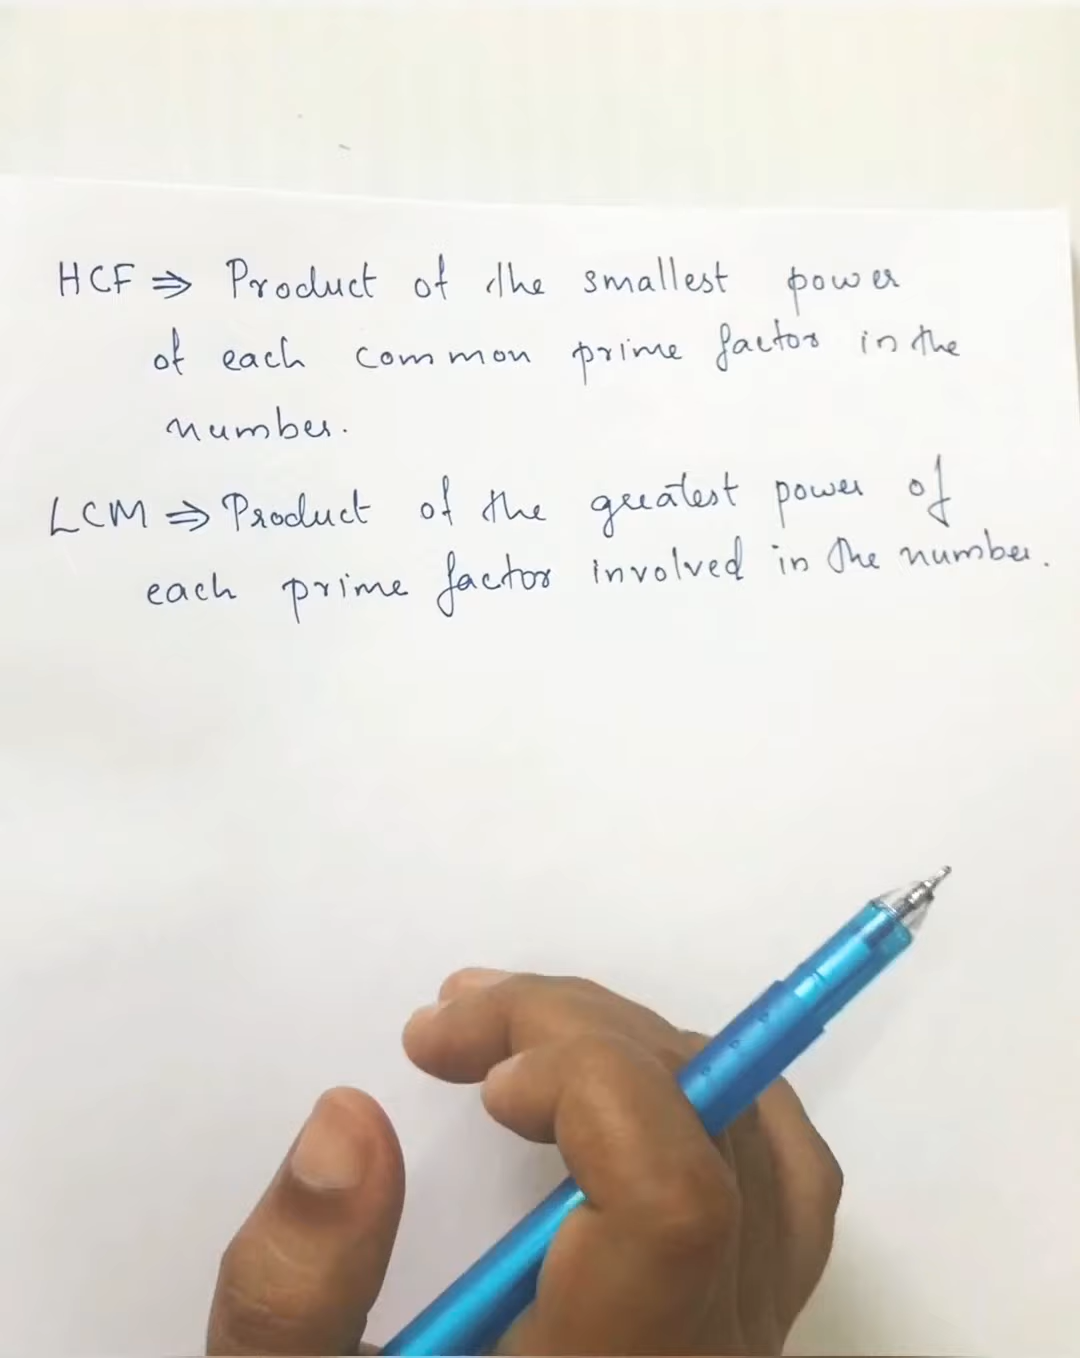 HCF ⇒ Product of the smallest power
of each common prime factor in the
number.
LCM ⇒ Product of the greatest power of
each prime factor involved in the number.